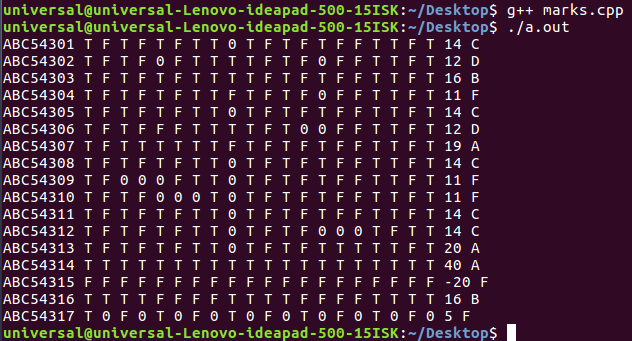 universal@universal-Lenovo-ideapad-500-15ISK:~/Desktop$ g++ marks.cpp
universal@universal-Lenovo-ideapad-500-15ISK:~/Desktop$ ./a.out
ABC54301 T F T F T F T T 0 T F T F T F F T T F T 14 C
ABC54302 T F T F 0 F T T T T F T F 0 F F T T F T 12 D
ABC54303 T F T F T F T T T T F T F T F F T T F T 16 B
ABC54304 T F T F T F T T F T F T F 0 F F T T F T 11 F
ABC54305 T F T F T F T T 0 T F T F T F F T T F T 14 C
ABC54306 T F T F F F T T T T F T 0 0 F F T T F T 12 D
ABC54307 T F T T T T T T F T F T F T F F T T F T 19 A
ABC54308 T F T F T F T T 0 T F T F T F F T T F T 14 C
ABC54309 T F 0 0 0 F T T 0 T F T F T F F T T F T 11 F
ABC54310 T F T F 0 0 0 T 0 T F T F T F F T T F T 11 F
ABC54311 T F T F T F T T 0 T F T F T F F T T F T 14 C
ABC54312 T F T F T F T T 0 T F T F 0 0 0 T F T T 14 C
ABC54313 T F T F T F T T 0 T F T F T T T T T F T 20 A
ABC54314 T T T T T T T T T T T T T T T T T T T T 40 A
ABC54315 F F F F F F F F F F F F F F F F F F F F -20 F
ABC54316 T T T T F F F F T T T T F F F F T T T T 16 B
ABC54317 T 0 F 0 T 0 F 0 T 0 F 0 T 0 F 0 T 0 F 0 5 F
universal@universal-Lenovo-ideapad-500-15ISK:~/Desktop$